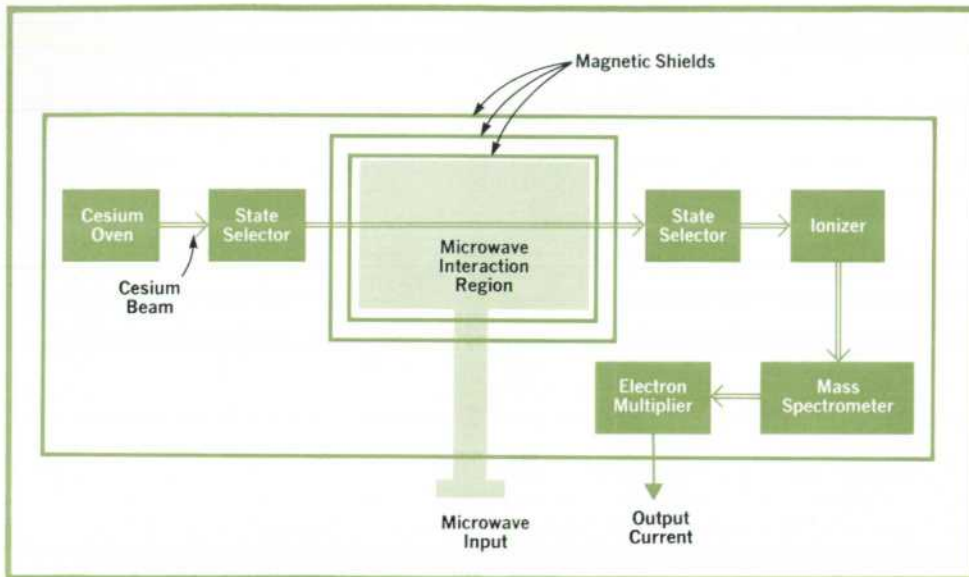 Magnetic Shields
Cesium
Oven
State
Selector
Cesium
Beam
Microwave
Interaction
Region
State
Selector
Ionizer
Electron
Multiplier
Mass
Spectrometer
Microwave
Input
Output
Current